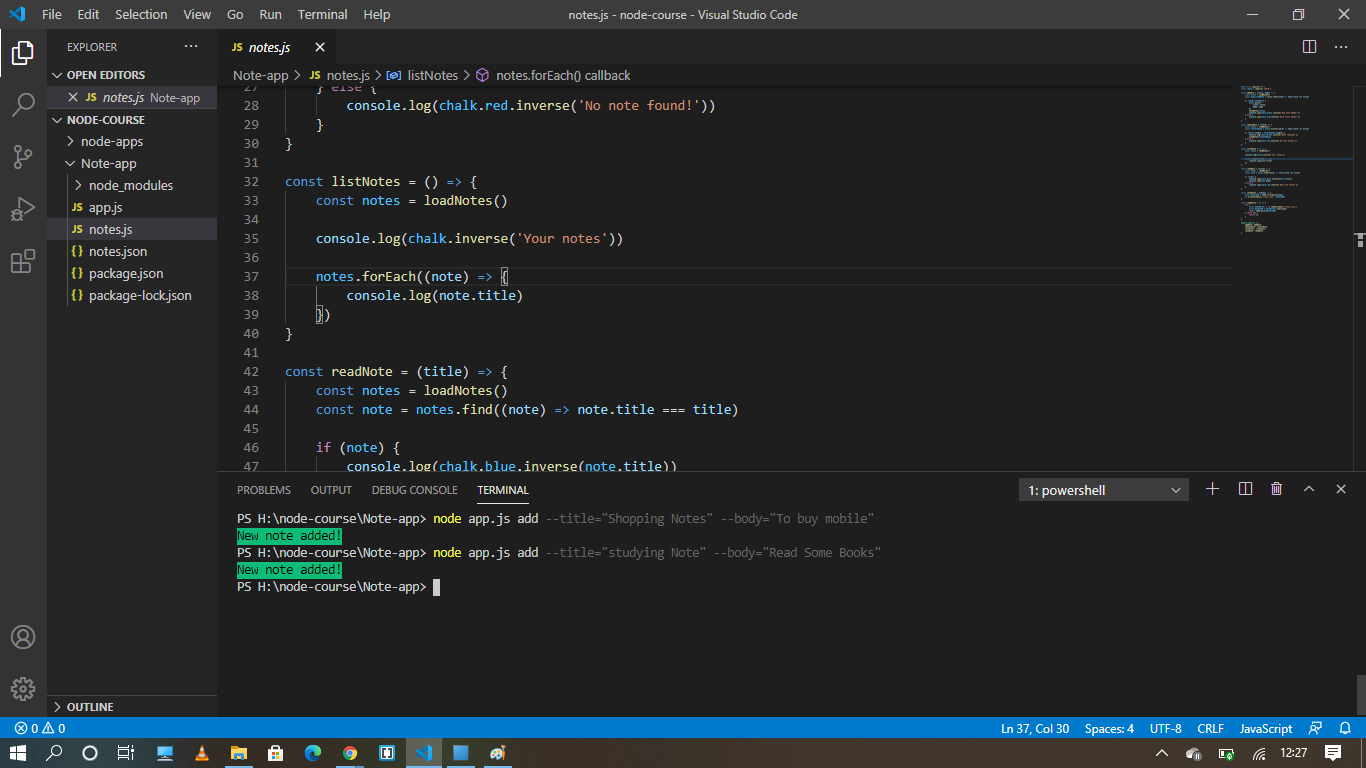 File Edit Selection View Go Run Terminal Help notes.js - node-course - Visual Studio Code
EXPLORER
OPEN EDITORS
JS notes.js Note-app
NODE-COURSE
node-apps
Note-app
node_modules
JS app.js
JS notes.js
{} notes.json
{} package.json
{} package-lock.json
OUTLINE
JS notes.js
Note-app > JS notes.js > listNotes > notes.forEach() callback
27 } else {
28 console.log(chalk.red.inverse('No note found!'))
29 }
30 }
31
32 const listNotes = () => {
33 const notes = loadNotes()
34
35 console.log(chalk.inverse('Your notes'))
36
37 notes.forEach((note) => {
38 console.log(note.title)
39 })
40 }
41
42 const readNote = (title) => {
43 const notes = loadNotes()
44 const note = notes.find((note) => note.title === title)
45
46 if (note) {
47 console.log(chalk.blue.inverse(note.title))
PROBLEMS OUTPUT DEBUG CONSOLE TERMINAL 1: powershell
PS H:\node-course\Note-app> node app.js add --title="Shopping Notes" --body="To buy mobile"
New note added!
PS H:\node-course\Note-app> node app.js add --title="studying Note" --body="Read Some Books"
New note added!
PS H:\node-course\Note-app>
0 0 Ln 37, Col 30 Spaces: 4 UTF-8 CRLF JavaScript
12:27